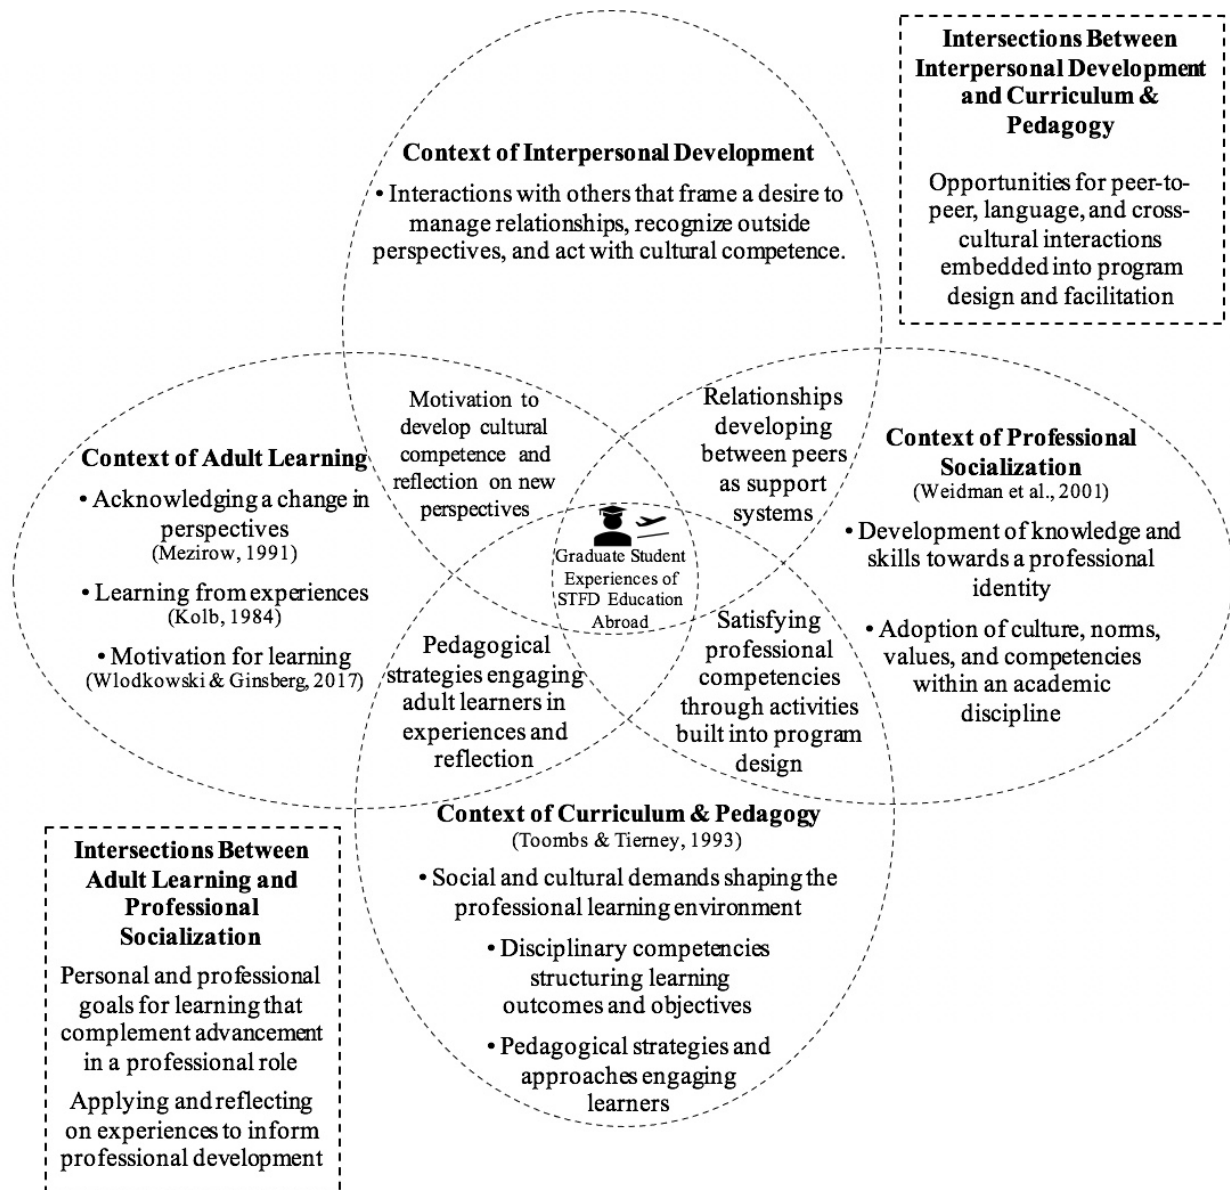 Intersections Between
Interpersonal Development
and Curriculum &
Pedagogy
Opportunities for peer-to-
peer, language, and cross-
cultural interactions
embedded into program
design and facilitation
Context of Interpersonal Development
• Interactions with others that frame a desire to
manage relationships, recognize outside
perspectives, and act with cultural competence.
Motivation to
develop cultural
competence and
reflection on new
perspectives
Relationships
developing
between peers
as support
systems
Context of Adult Learning
• Acknowledging a change in
perspectives
(Mezirow, 1991)
• Learning from experiences
(Kolb, 1984)
• Motivation for learning
(Wlodkowski & Ginsberg, 2017)
Graduate Student
Experiences of
STFD Education
Abroad
Context of Professional
Socialization
(Weidman et al., 2001)
• Development of knowledge and
skills towards a professional
identity
• Adoption of culture, norms,
values, and competencies
within an academic
discipline
Pedagogical
strategies engaging
adult learners in
experiences and
reflection
Satisfying
professional
competencies
through activities
built into program
design
Context of Curriculum & Pedagogy
(Toombs & Tierney, 1993)
• Social and cultural demands shaping the
professional learning environment
• Disciplinary competencies
structuring learning
outcomes and objectives
• Pedagogical strategies and
approaches engaging
learners
Intersections Between
Adult Learning and
Professional
Socialization
Personal and professional
goals for learning that
complement advancement
in a professional role
Applying and reflecting
on experiences to inform
professional development